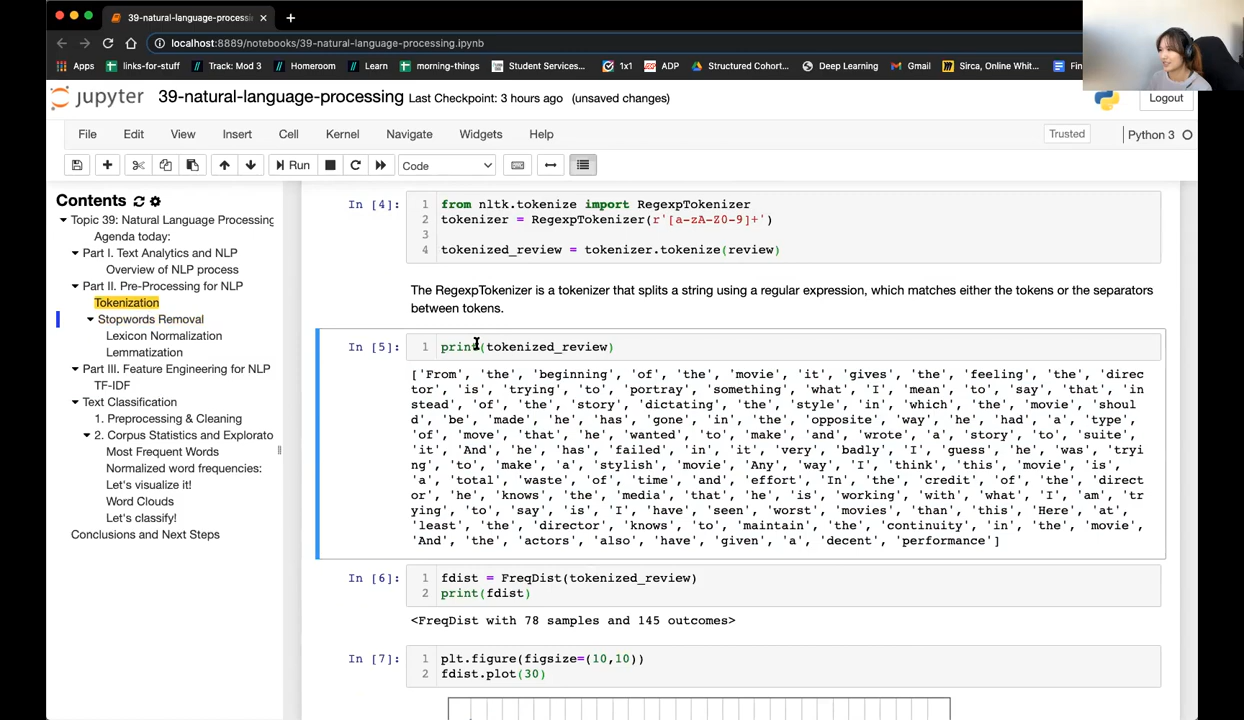 39-natural-language-processi
localhost:8889/notebooks/39-natural-language-processing.ipynb
Apps links-for-stuff Track: Mod 3 Homeroom Learn morning-things Student Services... 1x1 ADP Structured Cohort... Deep Learning Gmail Sirca, Online Whit... Fin
jupyter 39-natural-language-processing Last Checkpoint: 3 hours ago (unsaved changes) Logout
File Edit View Insert Cell Kernel Navigate Widgets Help Trusted Python 3
Run Code
Contents
Topic 39: Natural Language Processing
Agenda today:
Part I. Text Analytics and NLP
Overview of NLP process
Part II. Pre-Processing for NLP
Tokenization
Stopwords Removal
Lexicon Normalization
Lemmatization
Part III. Feature Engineering for NLP
TF-IDF
Text Classification
1. Preprocessing & Cleaning
2. Corpus Statistics and Explorato
Most Frequent Words
Normalized word frequencies:
Let's visualize it!
Word Clouds
Let's classify!
Conclusions and Next Steps
In [4]:
1 from nltk.tokenize import RegexpTokenizer
2 tokenizer = RegexpTokenizer(r'[a-zA-Z0-9]+')
3
4 tokenized_review = tokenizer.tokenize(review)
The RegexpTokenizer is a tokenizer that splits a string using a regular expression, which matches either the tokens or the separators
between tokens.
In [5]:
1 print(tokenized_review)
['From', 'the', 'beginning', 'of', 'the', 'movie', 'it', 'gives', 'the', 'feeling', 'the', 'direc
tor', 'is', 'trying', 'to', 'portray', 'something', 'what', 'I', 'mean', 'to', 'say', 'that', 'in
stead', 'of', 'the', 'story', 'dictating', 'the', 'style', 'in', 'which', 'the', 'movie', 'shoul
d', 'be', 'made', 'he', 'has', 'gone', 'in', 'the', 'opposite', 'way', 'he', 'had', 'a', 'type',
'of', 'move', 'that', 'he', 'wanted', 'to', 'make', 'and', 'wrote', 'a', 'story', 'to', 'suite',
'it', 'And', 'he', 'has', 'failed', 'in', 'it', 'very', 'badly', 'I', 'guess', 'he', 'was', 'tryi
ng', 'to', 'make', 'a', 'stylish', 'movie', 'Any', 'way', 'I', 'think', 'this', 'movie', 'is',
'a', 'total', 'waste', 'of', 'time', 'and', 'effort', 'In', 'the', 'credit', 'of', 'the', 'direct
or', 'he', 'knows', 'the', 'media', 'that', 'he', 'is', 'working', 'with', 'what', 'I', 'am', 'tr
ying', 'to', 'say', 'is', 'I', 'have', 'seen', 'worst', 'movies', 'than', 'this', 'Here', 'at',
'least', 'the', 'director', 'knows', 'to', 'maintain', 'the', 'continuity', 'in', 'the', 'movie',
'And', 'the', 'actors', 'also', 'have', 'given', 'a', 'decent', 'performance']
In [6]:
1 fdist = FreqDist(tokenized_review)
2 print(fdist)
<FreqDist with 78 samples and 145 outcomes>
In [7]:
1 plt.figure(figsize=(10,10))
2 fdist.plot(30)